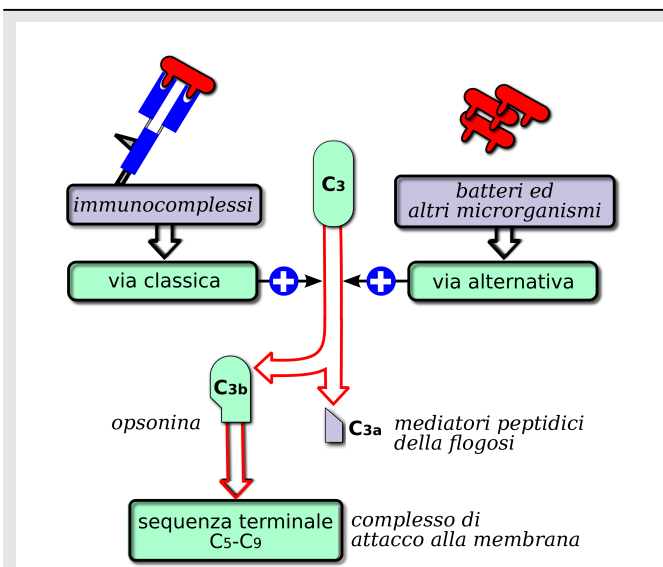 C3
immunocomplessi
batteri ed
altri microrganismi
via classica
via alternativa
C3b
opsonina
C3a
mediatori peptidici
della flogosi
sequenza terminale
C5-C9
complesso di
attacco alla membrana